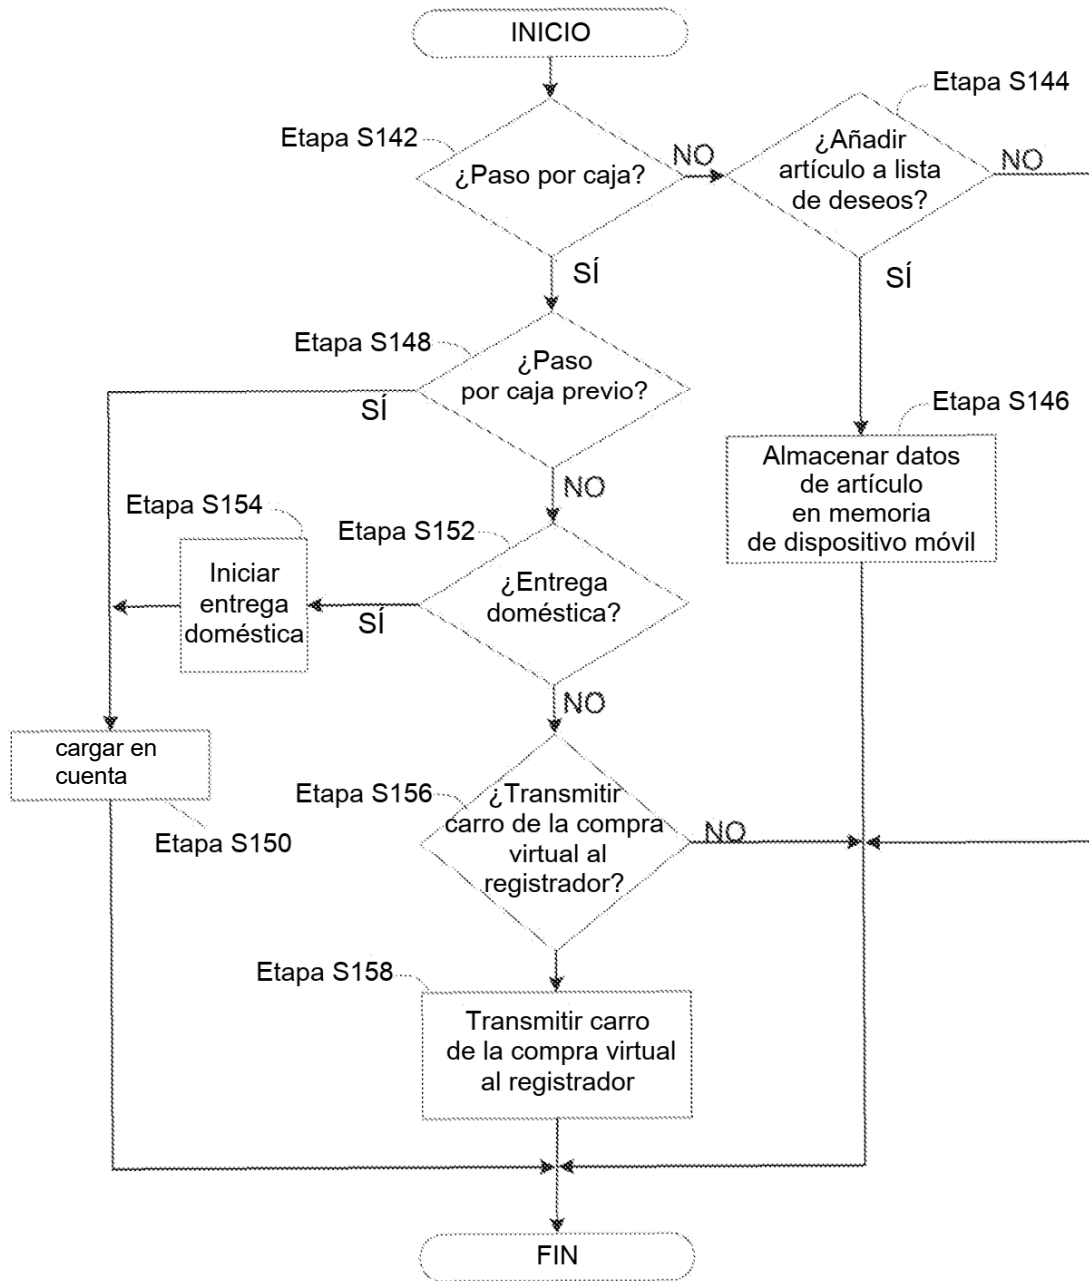 INICIO
Etapa S144
Etapa S142
¿Paso por caja?
NO
¿Añadir
artículo a lista
de deseos?
NO
SÍ
SÍ
Etapa S148
¿Paso
por caja previo?
SÍ
Etapa S146
Almacenar datos
de artículo
en memoria
de dispositivo móvil
NO
Etapa S154
Etapa S152
Iniciar
entrega
doméstica
¿Entrega
doméstica?
SÍ
NO
cargar en
cuenta
Etapa S150
Etapa S156
¿Transmitir
carro de la compra
virtual al
registrador?
NO
Etapa S158
Transmitir carro
de la compra virtual
al registrador
FIN